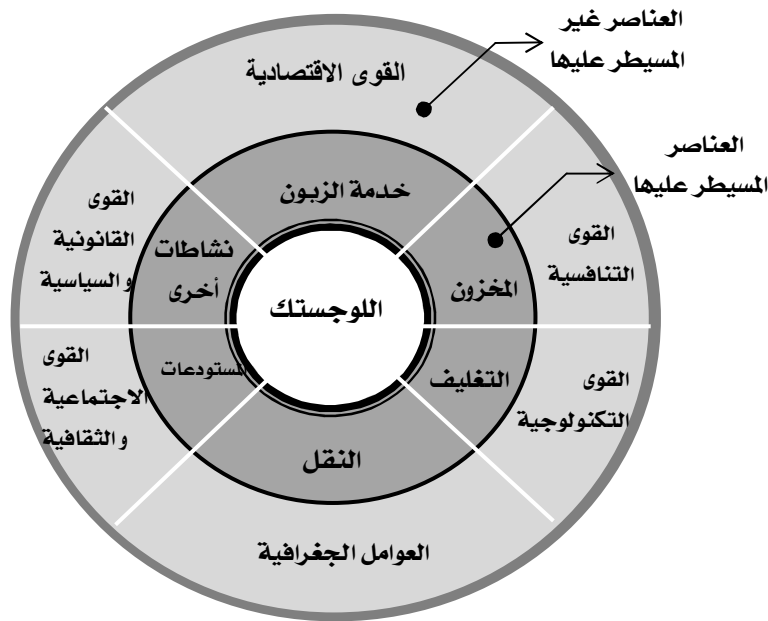 العناصر غير
المسيطر عليها
القوى الاقتصادية
العناصر
المسيطر عليها
خدمة الزبون
القوى
القانونية
والسياسية
نشاطات
أخرى
القوى
التنافسية
المخزون
اللوجستك
القوى
الاجتماعية
والثقافية
المستودعات
التغليف
القوى
التكنولوجية
النقل
العوامل الجغرافية